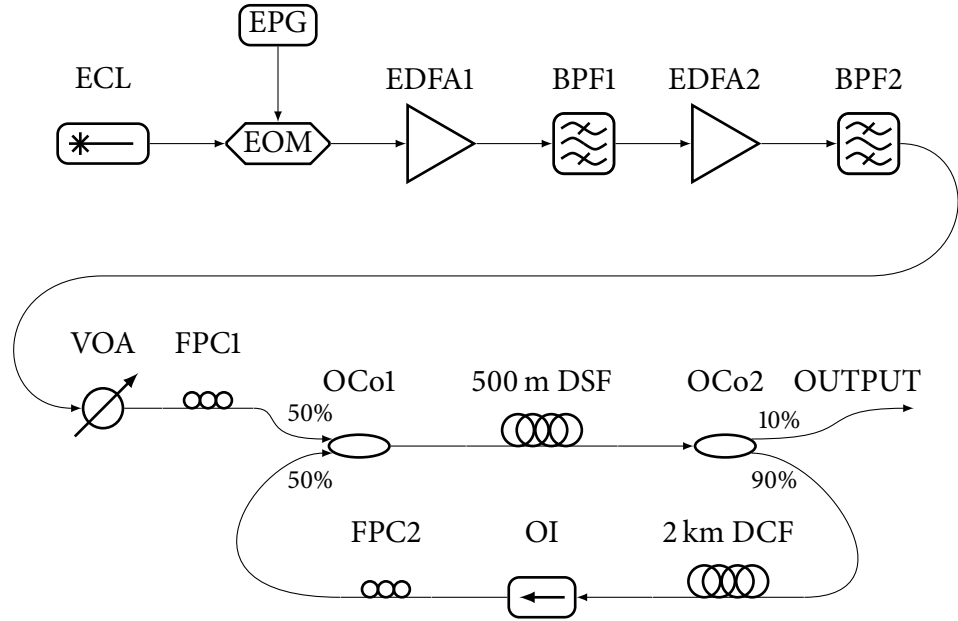 EPG
ECL
EDFA1
BPF1
EDFA2
BPF2
EOM
VOA
FPC1
OCo1
500 m DSF
OCo2
OUTPUT
50%
10%
50%
90%
FPC2
OI
2 km DCF